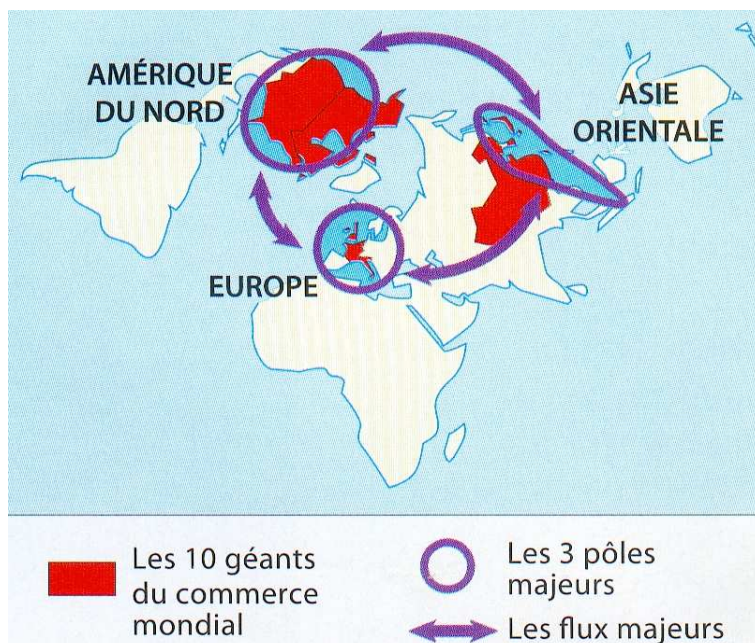 AMÉRIQUE
DU NORD
ASIE
ORIENTALE
EUROPE
Les 10 géants
du commerce
mondial
Les 3 pôles
majeurs
Les flux majeurs